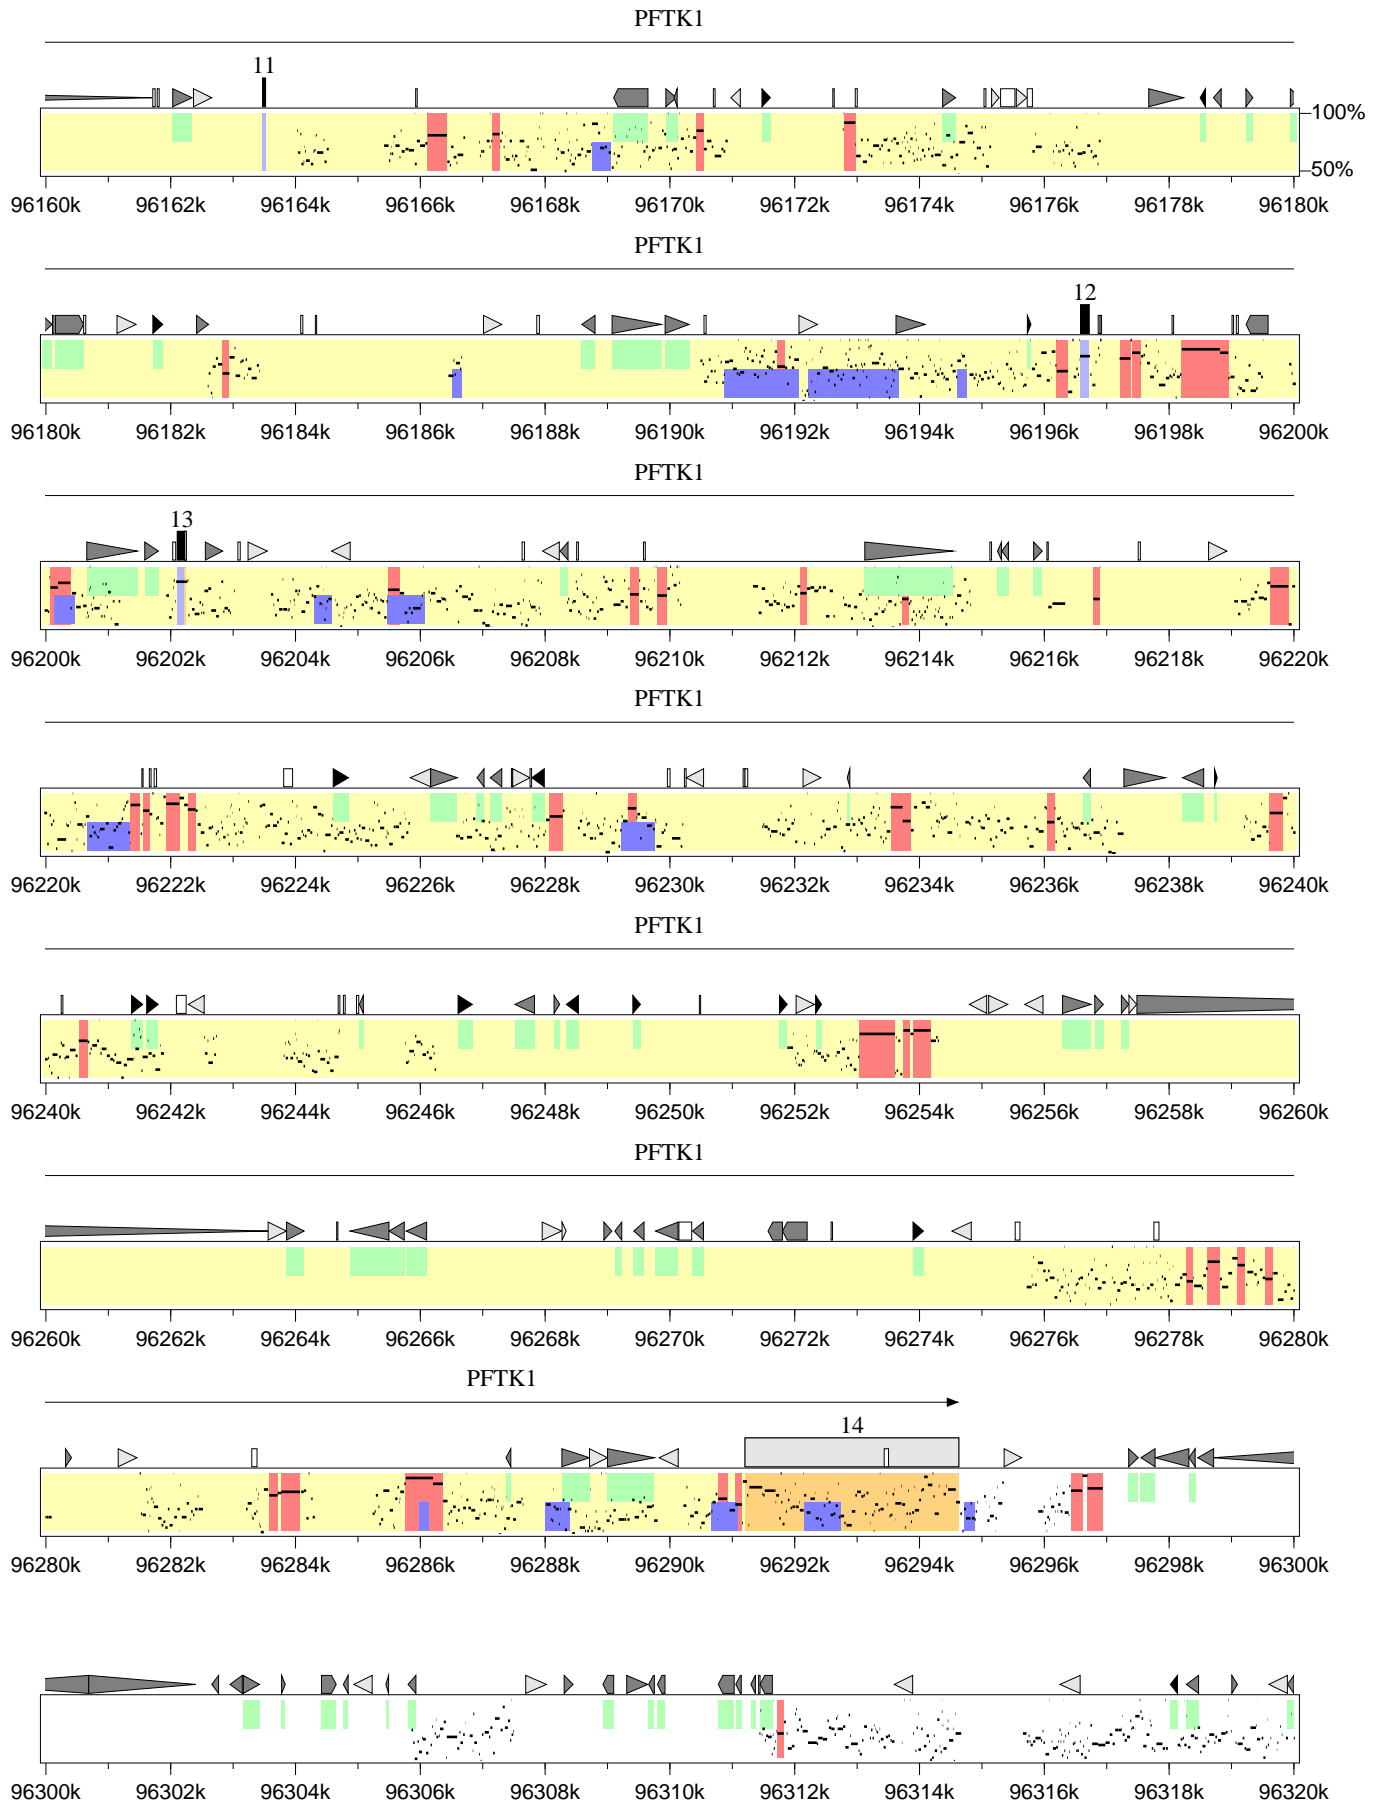 PFTK1
11
100%
50%
96160k 96162k 96164k 96166k 96168k 96170k 96172k 96174k 96176k 96178k 96180k
PFTK1
12
96180k 96182k 96184k 96186k 96188k 96190k 96192k 96194k 96196k 96198k 96200k
PFTK1
13
96200k 96202k 96204k 96206k 96208k 96210k 96212k 96214k 96216k 96218k 96220k
PFTK1
96220k 96222k 96224k 96226k 96228k 96230k 96232k 96234k 96236k 96238k 96240k
PFTK1
96240k 96242k 96244k 96246k 96248k 96250k 96252k 96254k 96256k 96258k 96260k
PFTK1
96260k 96262k 96264k 96266k 96268k 96270k 96272k 96274k 96276k 96278k 96280k
PFTK1
14
96280k 96282k 96284k 96286k 96288k 96290k 96292k 96294k 96296k 96298k 96300k
96300k 96302k 96304k 96306k 96308k 96310k 96312k 96314k 96316k 96318k 96320k